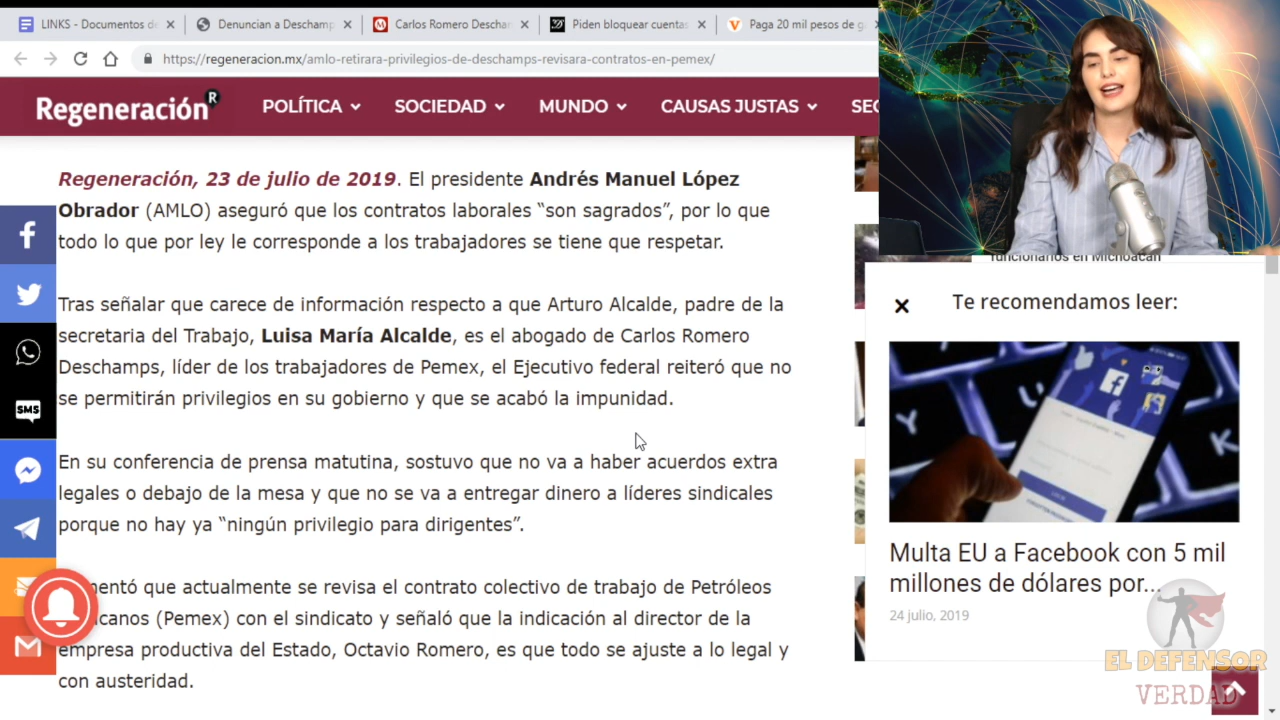 LINKS - Documentos d
Denuncian a Deschamp
Carlos Romero Descham
Piden bloquear cuentas
Paga 20 mil pesos de g
https://regeneracion.mx/amlo-retirara-privilegios-de-deschamps-revisara-contratos-en-pemex/
Regeneración R
POLÍTICA
SOCIEDAD
MUNDO
CAUSAS JUSTAS
SEC
Regeneración, 23 de julio de 2019. El presidente Andrés Manuel López
Obrador (AMLO) aseguró que los contratos laborales “son sagrados”, por lo que
todo lo que por ley le corresponde a los trabajadores se tiene que respetar.
Tras señalar que carece de información respecto a que Arturo Alcalde, padre de la
secretaria del Trabajo, Luisa María Alcalde, es el abogado de Carlos Romero
Deschamps, líder de los trabajadores de Pemex, el Ejecutivo federal reiteró que no
se permitirán privilegios en su gobierno y que se acabó la impunidad.
En su conferencia de prensa matutina, sostuvo que no va a haber acuerdos extra
legales o debajo de la mesa y que no se va a entregar dinero a líderes sindicales
porque no hay ya “ningún privilegio para dirigentes”.
entó que actualmente se revisa el contrato colectivo de trabajo de Petróleos
canos (Pemex) con el sindicato y señaló que la indicación al director de la
empresa productiva del Estado, Octavio Romero, es que todo se ajuste a lo legal y
con austeridad.
SMS
funcionarios en Michoacán
Te recomendamos leer:
Multa EU a Facebook con 5 mil
millones de dólares por...
24 julio, 2019
EL DEFENSOR
VERDAD